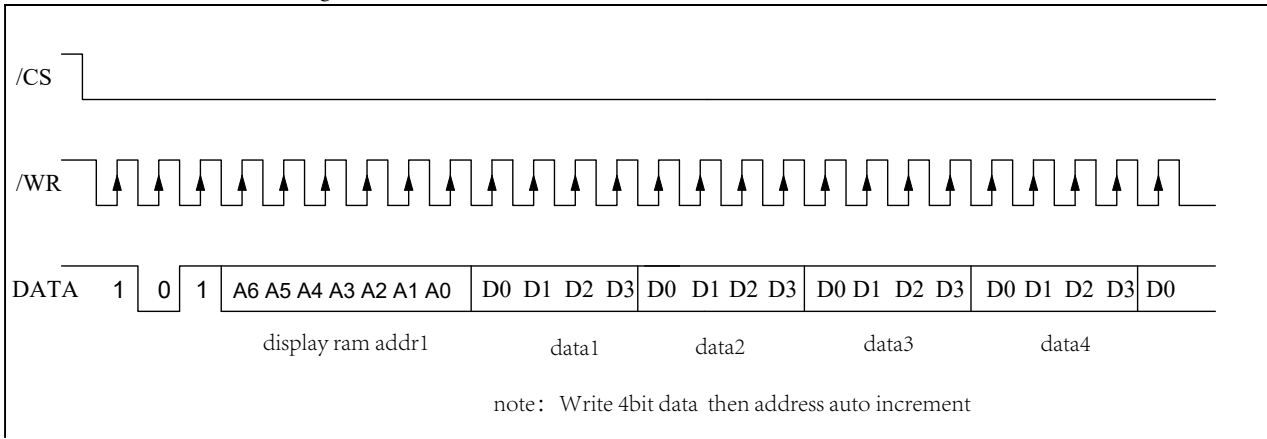 /CS
/WR
DATA 1 0 1 A6 A5 A4 A3 A2 A1 A0 D0 D1 D2 D3 D0 D1 D2 D3 D0 D1 D2 D3 D0 D1 D2 D3 D0
display ram addr1 data1 data2 data3 data4
note： Write 4bit data then address auto increment